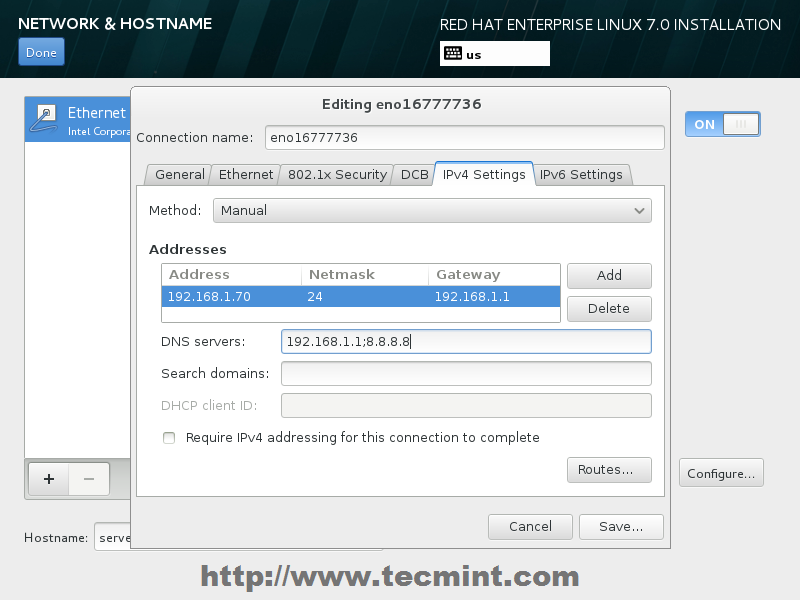 NETWORK & HOSTNAME
RED HAT ENTERPRISE LINUX 7.0 INSTALLATION
Done
us
Editing eno16777736
Ethernet
Intel Corpora
Connection name: eno16777736
ON
General Ethernet 802.1x Security DCB IPv4 Settings IPv6 Settings
Method: Manual
Addresses
Address Netmask Gateway
Add
192.168.1.70 24 192.168.1.1
Delete
DNS servers: 192.168.1.1;8.8.8.8
Search domains:
DHCP client ID:
Require IPv4 addressing for this connection to complete
Routes...
+ −
Configure...
Cancel Save...
Hostname: serve
http://www.tecmint.com